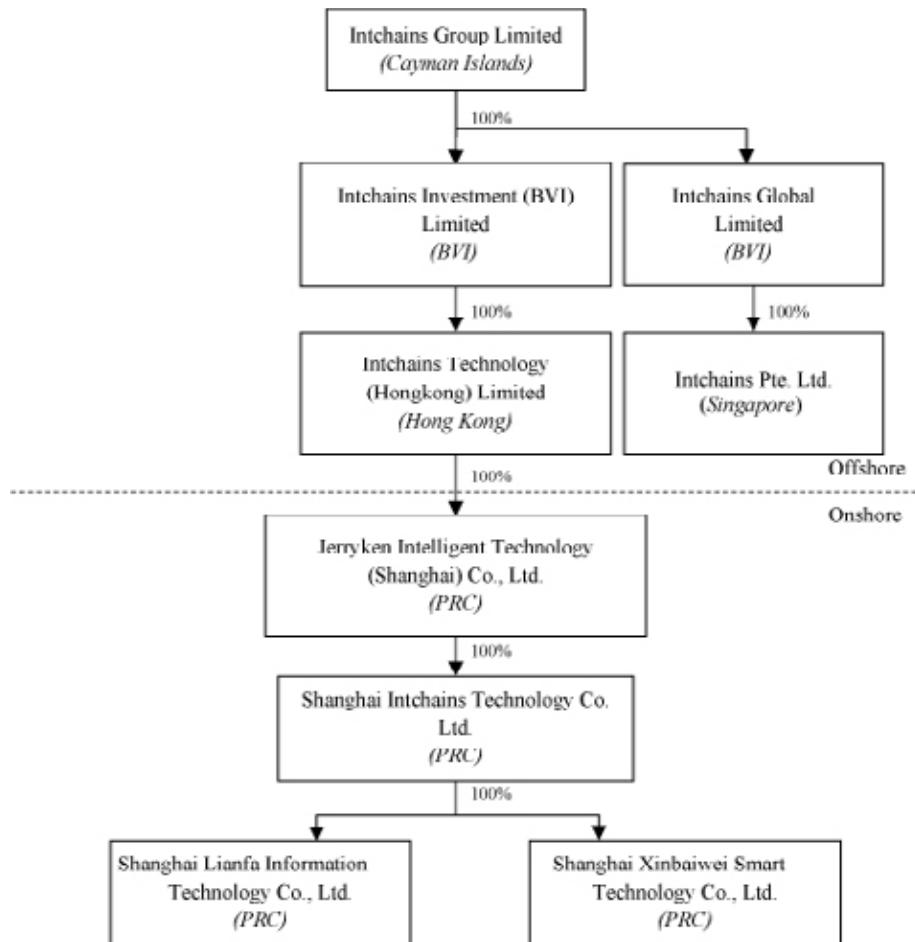 Intchains Group Limited
(Cayman Islands)
100%
Intchains Investment (BVI)
Limited
(BVI)
Intchains Global
Limited
(BVI)
100%
100%
Intchains Technology
(Hongkong) Limited
(Hong Kong)
Intchains Pte. Ltd.
(Singapore)
Offshore
100%
Onshore
Jerryken Intelligent Technology
(Shanghai) Co., Ltd.
(PRC)
100%
Shanghai Intchains Technology Co.
Ltd.
(PRC)
100%
Shanghai Lianfa Information
Technology Co., Ltd.
(PRC)
Shanghai Xinbaiwei Smart
Technology Co., Ltd.
(PRC)